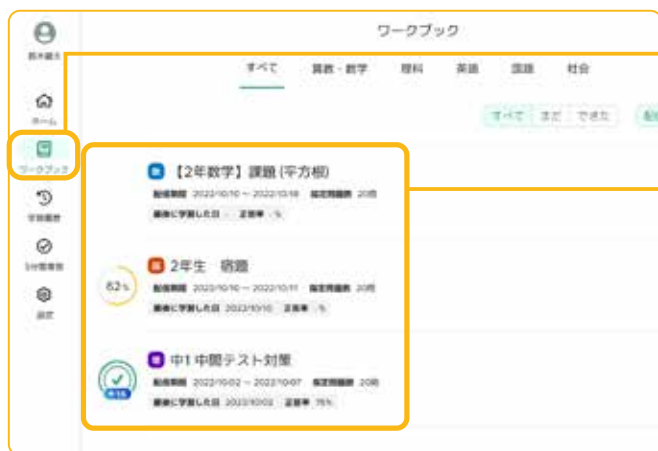 ワークブック
すべて 算数・数学 理科 英語 国語 社会
ホーム
すべて まだ できた
ワークブック
【2年数学】課題(平方根)
配信期間 2022/10/10 ~ 2022/10/18 指定問題数 20問
最後に学習した日 - 正答率 -%
学習履歴
62%
2年生 宿題
配信期間 2022/10/10 ~ 2022/10/11 指定問題数 20問
最後に学習した日 2022/10/10 正答率 -%
設定
中1 中間テスト対策
配信期間 2022/10/02 ~ 2022/10/07 指定問題数 20問
最後に学習した日 2022/10/02 正答率 75%